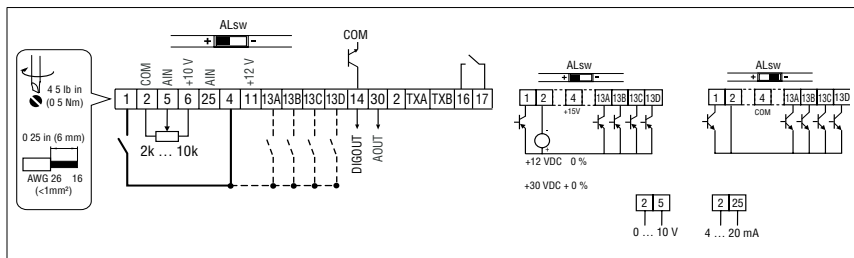 ALsw
+ -
COM
AIN
+10 V
AIN
+12 V
COM
4 5 lb in
(0 5 Nm)
0 25 in (6 mm)
AWG 26 16
(<1mm²)
1 2 5 6 25 4 11 13A 13B 13C 13D 14 30 2 TXA TXB 16 17
2k ... 10k
DIGOUT
AOUT
ALsw
+ -
1 2 4 13A 13B 13C 13D
+15V
+12 VDC 0 %
+30 VDC + 0 %
ALsw
+ -
1 2 4 13A 13B 13C 13D
COM
2 5
0 ... 10 V
2 25
4 ... 20 mA